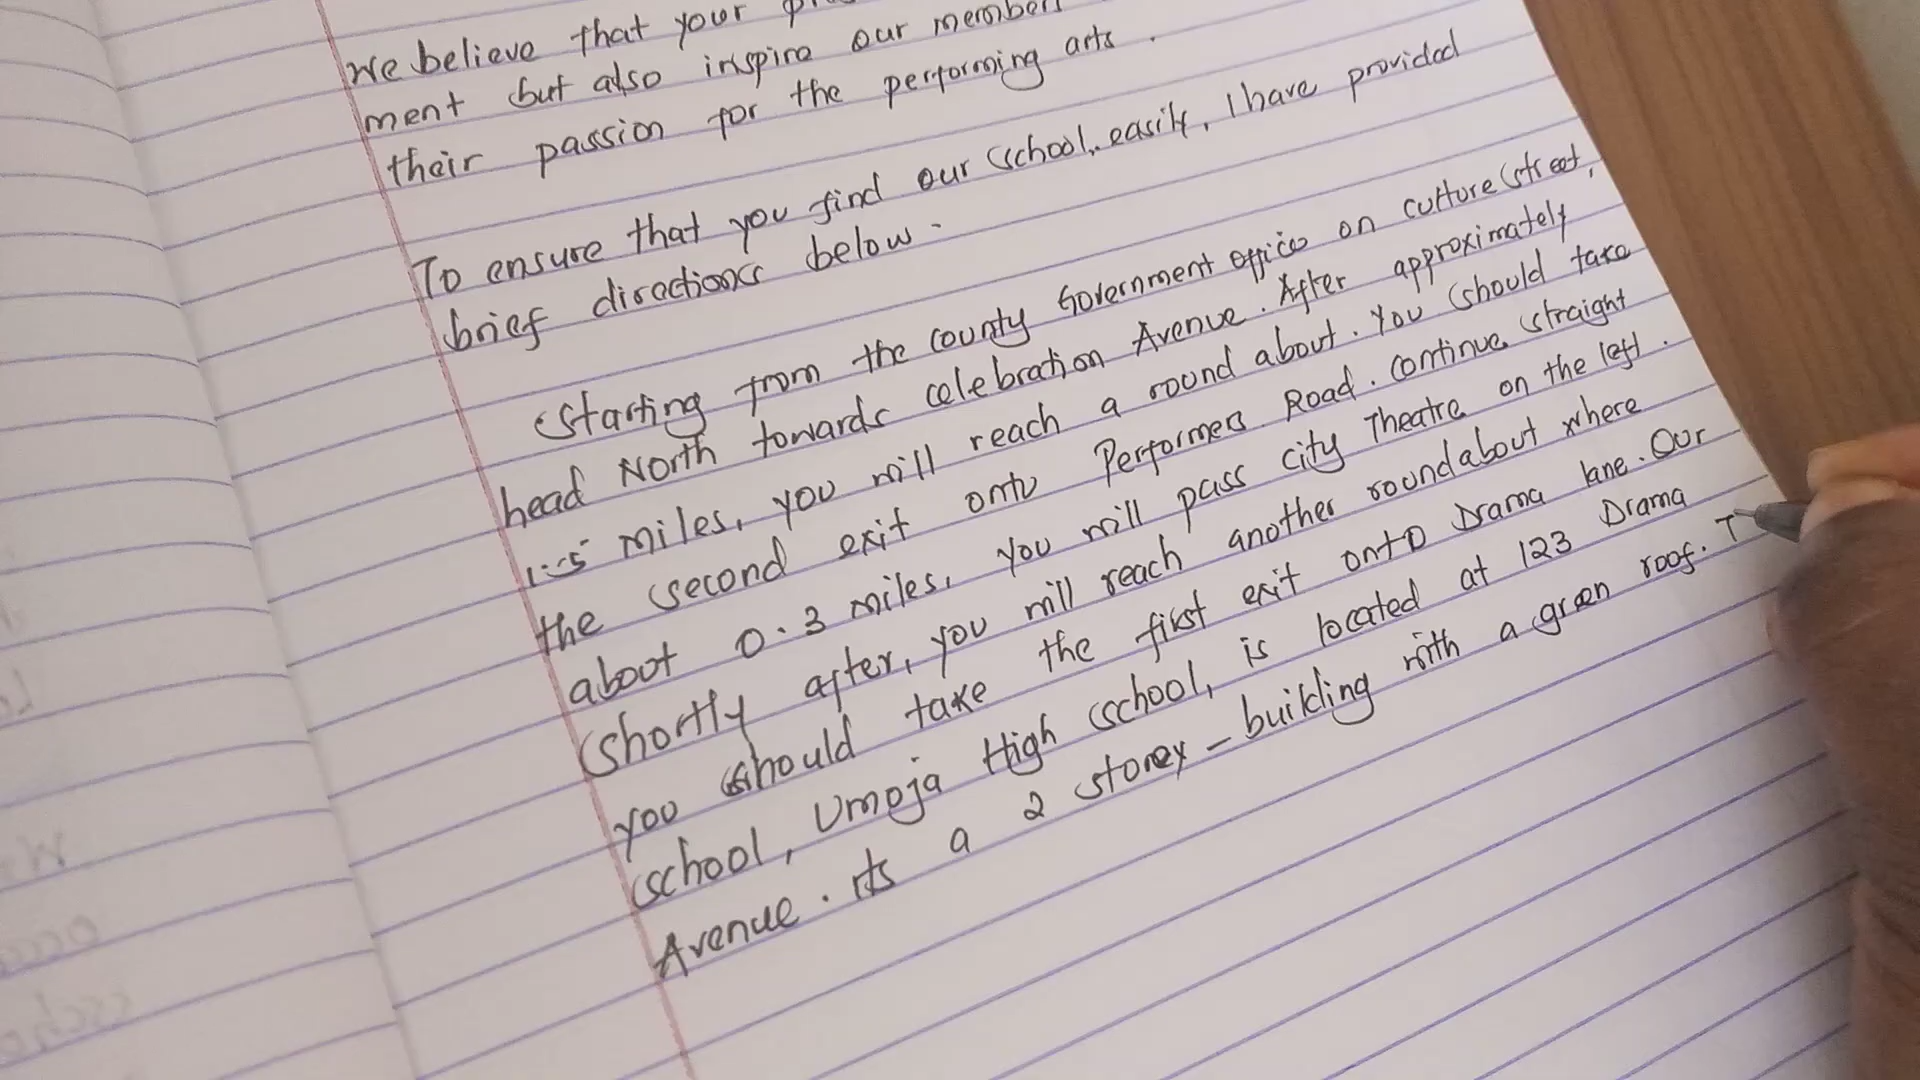 We believe that your
ment but also inspire our members
their passion for the performing arts.
To ensure that you find our school, easily, I have provided
brief directions below.
Starting from the county Government office on culture street,
head North towards celebration Avenue. After approximately
1.5 miles, you will reach a round about. You should take
the second exit onto Performers Road. Continue straight
about 0.3 miles, you will pass city Theatre on the left.
Shortly after, you will reach another roundabout where
you should take the first exit onto Drama lane. Our
school, Umoja High school, is located at 123 Drama
Avenue. its a 2 storey-building with a green roof. T